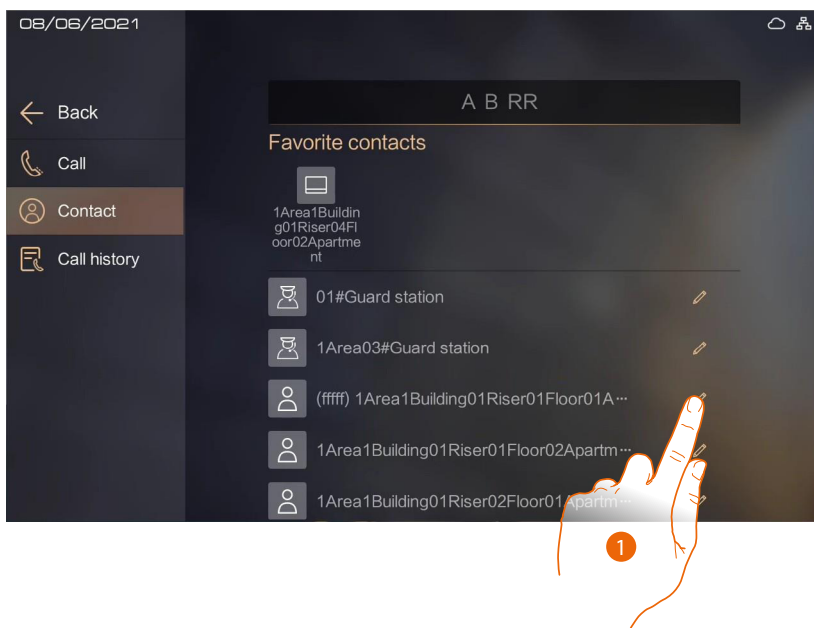 08/06/2021
Back
Call
Contact
Call history
A B RR
Favorite contacts
1Area1Buildin
g01Riser04Fl
oor02Apartme
nt
01#Guard station
1Area03#Guard station
(fffff) 1Area1Building01Riser01Floor01A···
1Area1Building01Riser01Floor02Apartm···
1Area1Building01Riser02Floor01Apartm···
1